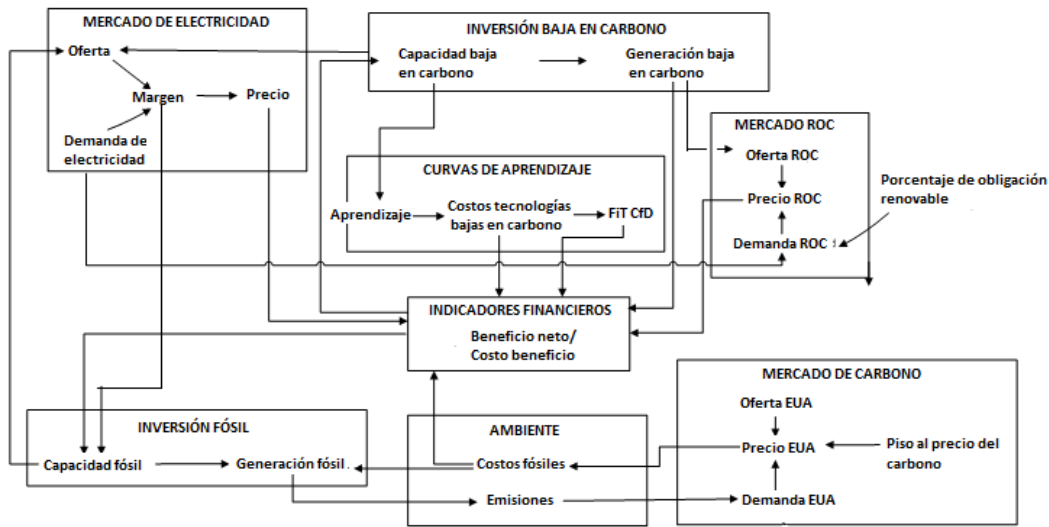 MERCADO DE ELECTRICIDAD
Oferta
Margen
Precio
Demanda de
electricidad
INVERSIÓN BAJA EN CARBONO
Capacidad baja
en carbono
Generación baja
en carbono
MERCADO ROC
Oferta ROC
Precio ROC
Demanda ROC
Porcentaje de obligación
renovable
CURVAS DE APRENDIZAJE
Aprendizaje
Costos tecnologías
bajas en carbono
FiT CfD
INDICADORES FINANCIEROS
Beneficio neto/
Costo beneficio
INVERSIÓN FÓSIL
Capacidad fósil
Generación fósil
AMBIENTE
Costos fósiles
Emisiones
MERCADO DE CARBONO
Oferta EUA
Precio EUA
Piso al precio del
carbono
Demanda EUA